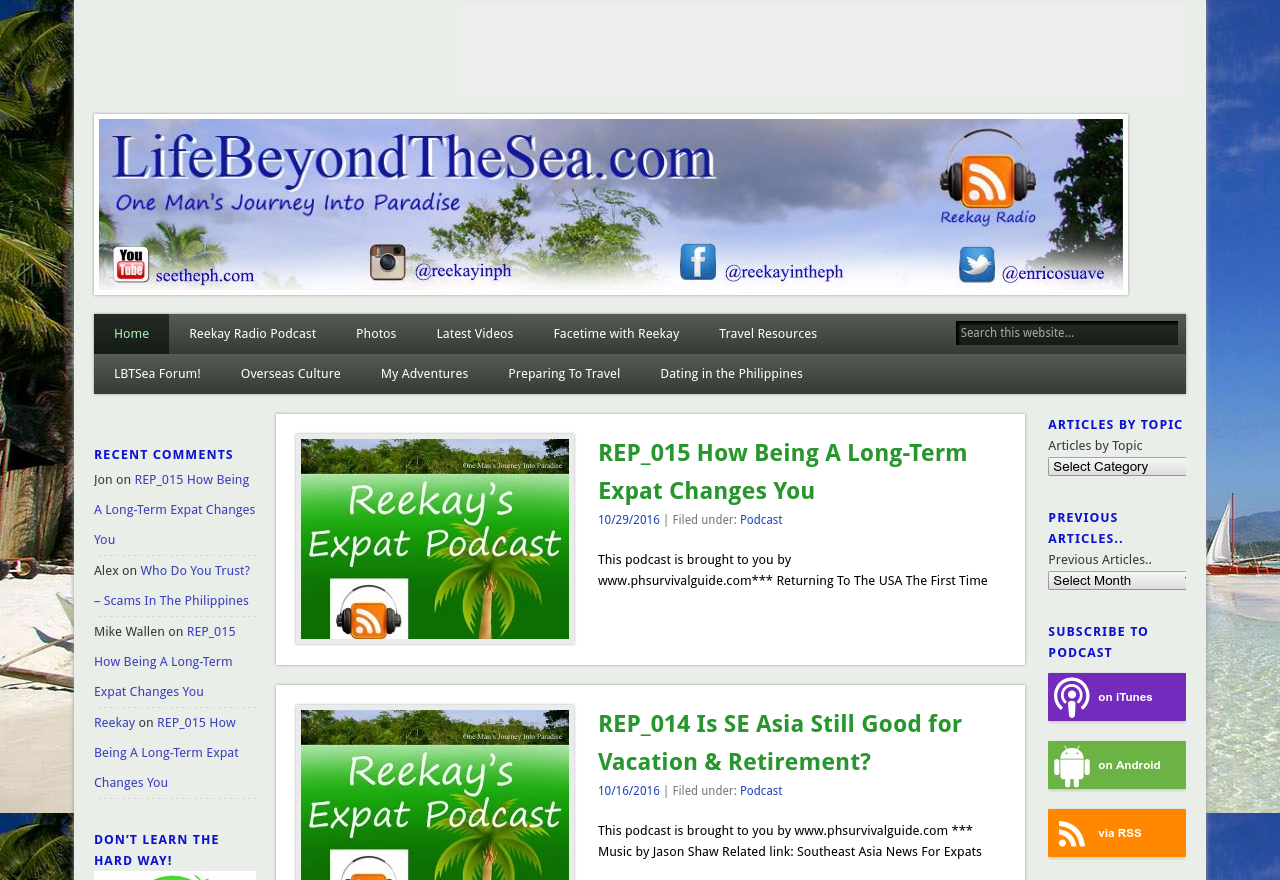 LifeBeyondTheSea.com
One Man's Journey Into Paradise
Reekay Radio
You
Tube
seetheph.com
@reekayinph
@reekayintheph
@enricosuave
Home
Reekay Radio Podcast
Photos
Latest Videos
Facetime with Reekay
Travel Resources
Search this website...
LBTSea Forum!
Overseas Culture
My Adventures
Preparing To Travel
Dating in the Philippines
RECENT COMMENTS
Jon on REP_015 How Being
A Long-Term Expat Changes
You
Alex on Who Do You Trust?
– Scams In The Philippines
Mike Wallen on REP_015
How Being A Long-Term
Expat Changes You
Reekay on REP_015 How
Being A Long-Term Expat
Changes You
DON'T LEARN THE
HARD WAY!
One Man's Journey Into Paradise
Reekay's
Expat Podcast
REP_015 How Being A Long-Term
Expat Changes You
10/29/2016 | Filed under: Podcast
This podcast is brought to you by
www.phsurvivalguide.com*** Returning To The USA The First Time
One Man's Journey Into Paradise
Reekay's
Expat Podcast
REP_014 Is SE Asia Still Good for
Vacation & Retirement?
10/16/2016 | Filed under: Podcast
This podcast is brought to you by www.phsurvivalguide.com ***
Music by Jason Shaw Related link: Southeast Asia News For Expats
ARTICLES BY TOPIC
Articles by Topic
Select Category
PREVIOUS
ARTICLES..
Previous Articles..
Select Month
SUBSCRIBE TO
PODCAST
on iTunes
on Android
via RSS